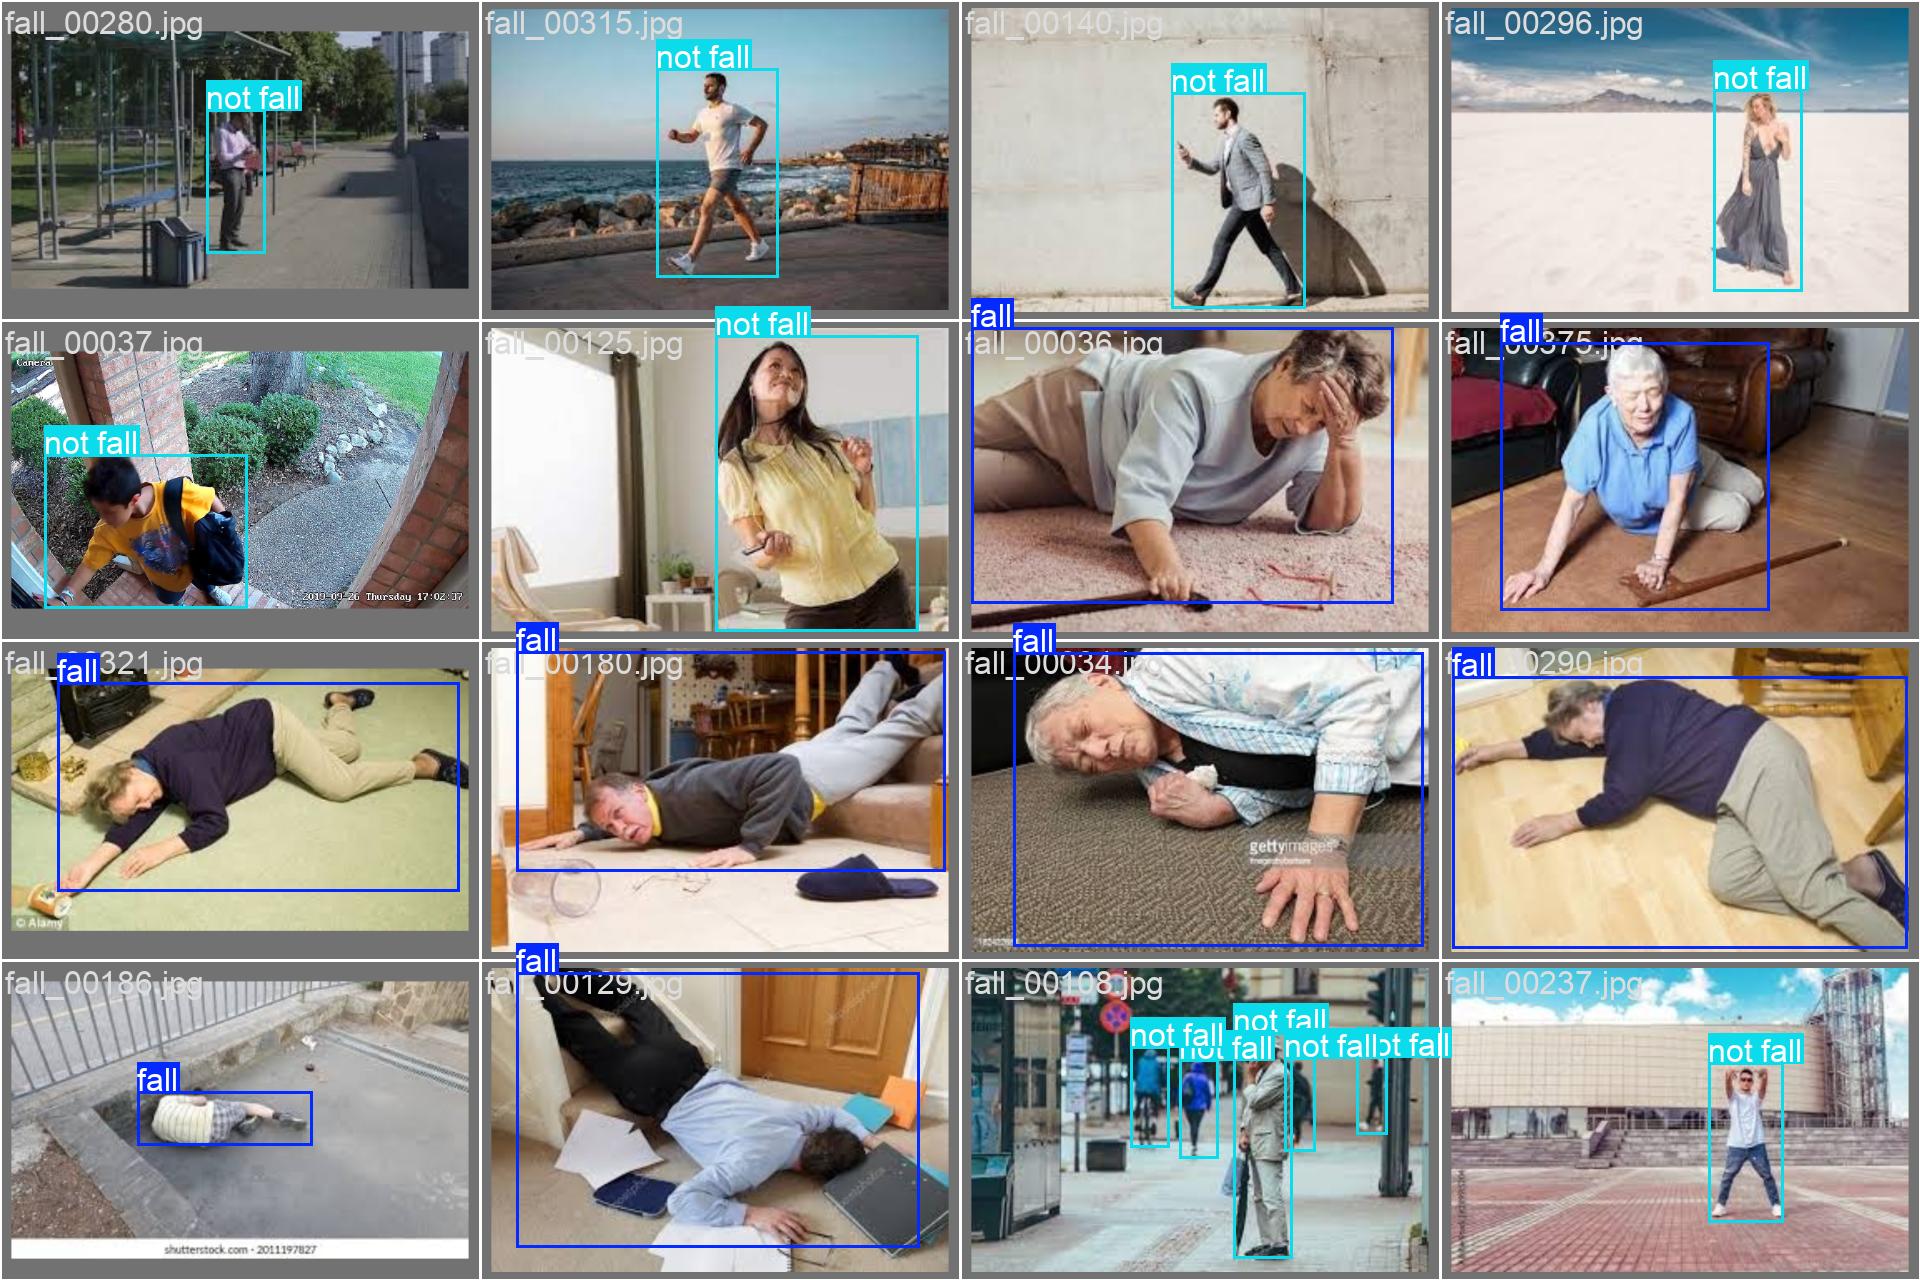 fall_00280.jpg
not fall
fall_00315.jpg
not fall
fall_00140.jpg
not fall
fall_00296.jpg
not fall
fall_00037.jpg
Camera
not fall
2019-09-26 Thursday 17:02:37
fall_00125.jpg
not fall
fall_00036.jpg
fall
fall_00375.jpg
fall
fall_00321.jpg
fall
© Alamy
fall_00180.jpg
fall
fall_00034.jpg
fall
gettyimages
fall_00290.jpg
fall
fall_00186.jpg
fall
shutterstock.com • 2011197827
fall_00129.jpg
fall
fall_00108.jpg
not fall
not fall
not fall
not fall
not fall
fall_00237.jpg
not fall